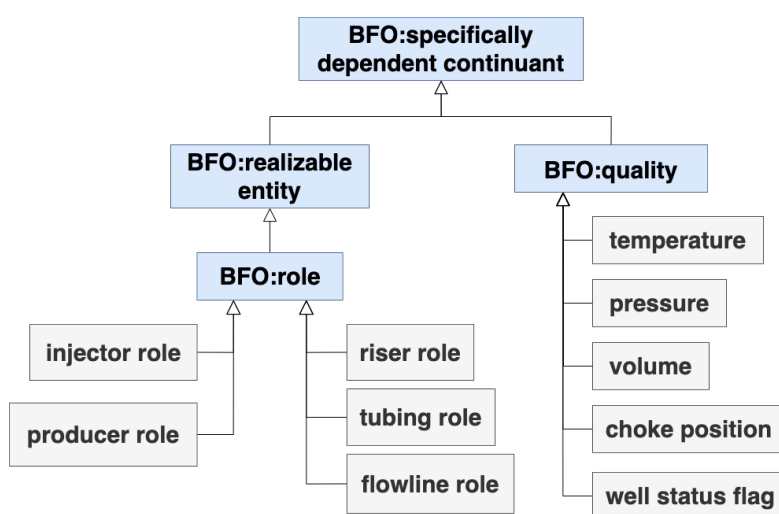 BFO:specifically
dependent continuant
BFO:realizable
entity
BFO:quality
BFO:role
temperature
pressure
volume
choke position
well status flag
injector role
producer role
riser role
tubing role
flowline role